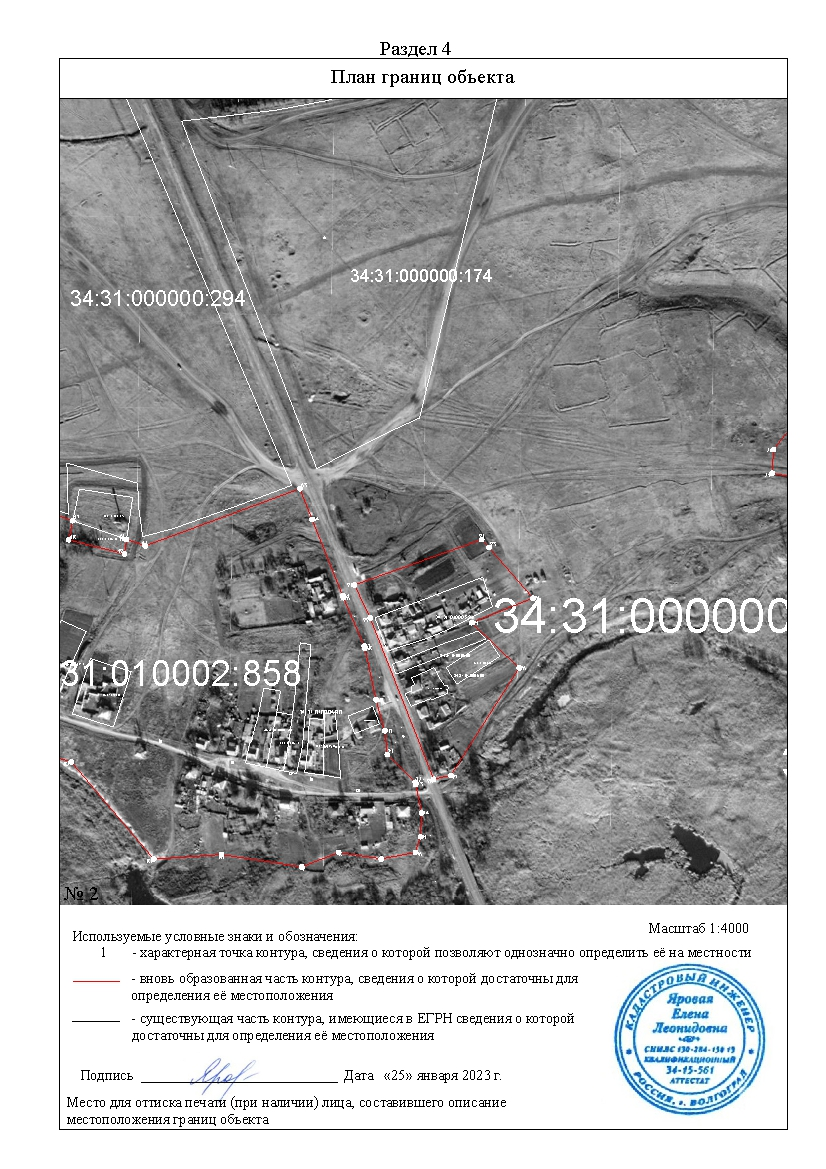 Раздел 4
План границ объекта
34:31:000000:174
34:31:000000:294
34:31:000000
31:010002:858
№ 2
Масштаб 1:4000
Используемые условные знаки и обозначения:
1 - характерная точка контура, сведения о которой позволяют однозначно определить её на местности
- вновь образованная часть контура, сведения о которой достаточны для
определения её местоположения
- существующая часть контура, имеющиеся в ЕГРН сведения о которой
достаточны для определения её местоположения
КАДАСТРОВЫЙ ИНЖЕНЕР
Яровая
Елена
Леонидовна
КВАЛИФИКАЦИОННЫЙ
34-15-561
АТТЕСТАТ
РОССИЯ, г. ВОЛГОГРАД
Подпись Дата «25» января 2023 г.
Место для оттиска печати (при наличии) лица, составившего описание
местоположения границ объекта